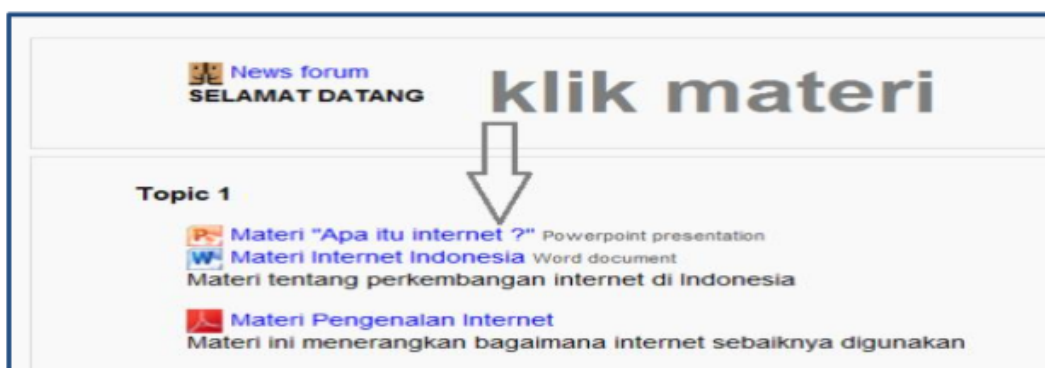 News forum
SELAMAT DATANG
klik materi
Topic 1
Materi "Apa itu internet ?" Powerpoint presentation
Materi Internet Indonesia Word document
Materi tentang perkembangan internet di Indonesia
Materi Pengenalan Internet
Materi ini menerangkan bagaimana internet sebaiknya digunakan